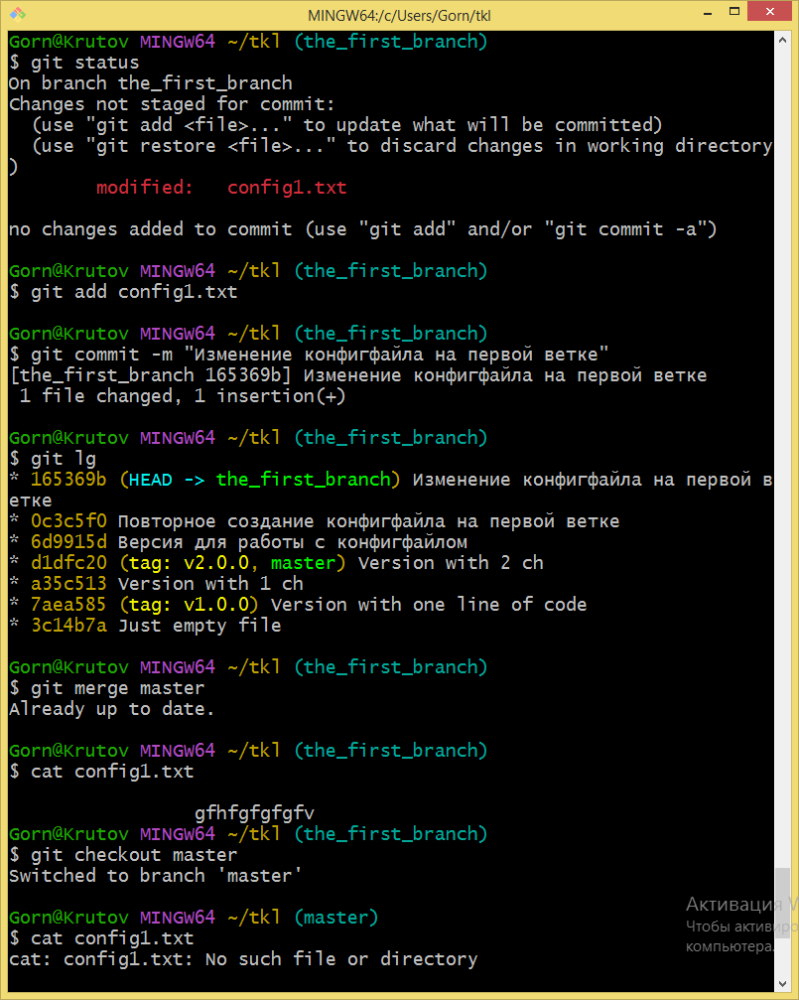 MINGW64:/c/Users/Gorn/tkl
Gorn@Krutov MINGW64 ~/tkl (the_first_branch)
$ git status
On branch the_first_branch
Changes not staged for commit:
  (use "git add <file>..." to update what will be committed)
  (use "git restore <file>..." to discard changes in working directory
)
        modified:   config1.txt

no changes added to commit (use "git add" and/or "git commit -a")

Gorn@Krutov MINGW64 ~/tkl (the_first_branch)
$ git add config1.txt

Gorn@Krutov MINGW64 ~/tkl (the_first_branch)
$ git commit -m "Изменение конфигфайла на первой ветке"
[the_first_branch 165369b] Изменение конфигфайла на первой ветке
 1 file changed, 1 insertion(+)

Gorn@Krutov MINGW64 ~/tkl (the_first_branch)
$ git lg
* 165369b (HEAD -> the_first_branch) Изменение конфигфайла на первой в
етке
* 0c3c5f0 Повторное создание конфигфайла на первой ветке
* 6d9915d Версия для работы с конфигфайлом
* d1dfc20 (tag: v2.0.0, master) Version with 2 ch
* a35c513 Version with 1 ch
* 7aea585 (tag: v1.0.0) Version with one line of code
* 3c14b7a Just empty file

Gorn@Krutov MINGW64 ~/tkl (the_first_branch)
$ git merge master
Already up to date.

Gorn@Krutov MINGW64 ~/tkl (the_first_branch)
$ cat config1.txt

                 gfhfgfgfgfv
Gorn@Krutov MINGW64 ~/tkl (the_first_branch)
$ git checkout master
Switched to branch 'master'

Gorn@Krutov MINGW64 ~/tkl (master)
$ cat config1.txt
cat: config1.txt: No such file or directory
Активация
Чтобы
компьютера.